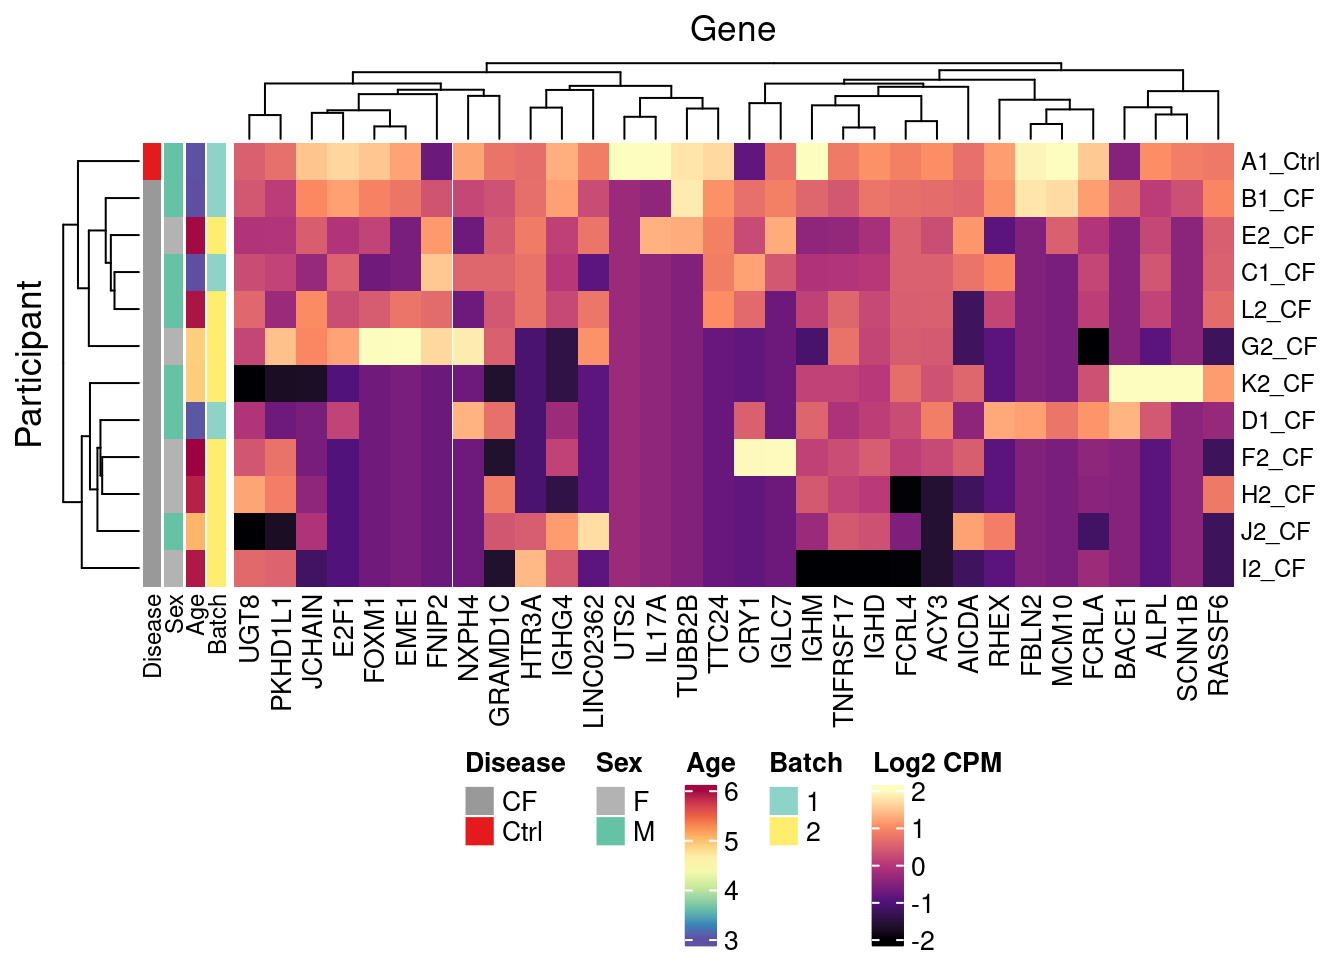 Gene
Participant
A1_Ctrl
B1_CF
E2_CF
C1_CF
L2_CF
G2_CF
K2_CF
D1_CF
F2_CF
H2_CF
J2_CF
I2_CF
Disease
Sex
Age
Batch
UGT8
PKHD1L1
JCHAIN
E2F1
FOXM1
EME1
FNIP2
NXPH4
GRAMD1C
HTR3A
IGHG4
LINC02362
UTS2
IL17A
TUBB2B
TTC24
CRY1
IGLC7
IGHM
TNFRSF17
IGHD
FCRL4
ACY3
AICDA
RHEX
FBLN2
MCM10
FCRLA
BACE1
ALPL
SCNN1B
RASSF6
Disease
CF
Ctrl
Sex
F
M
Age
6
5
4
3
Batch
1
2
Log2 CPM
2
1
0
-1
-2